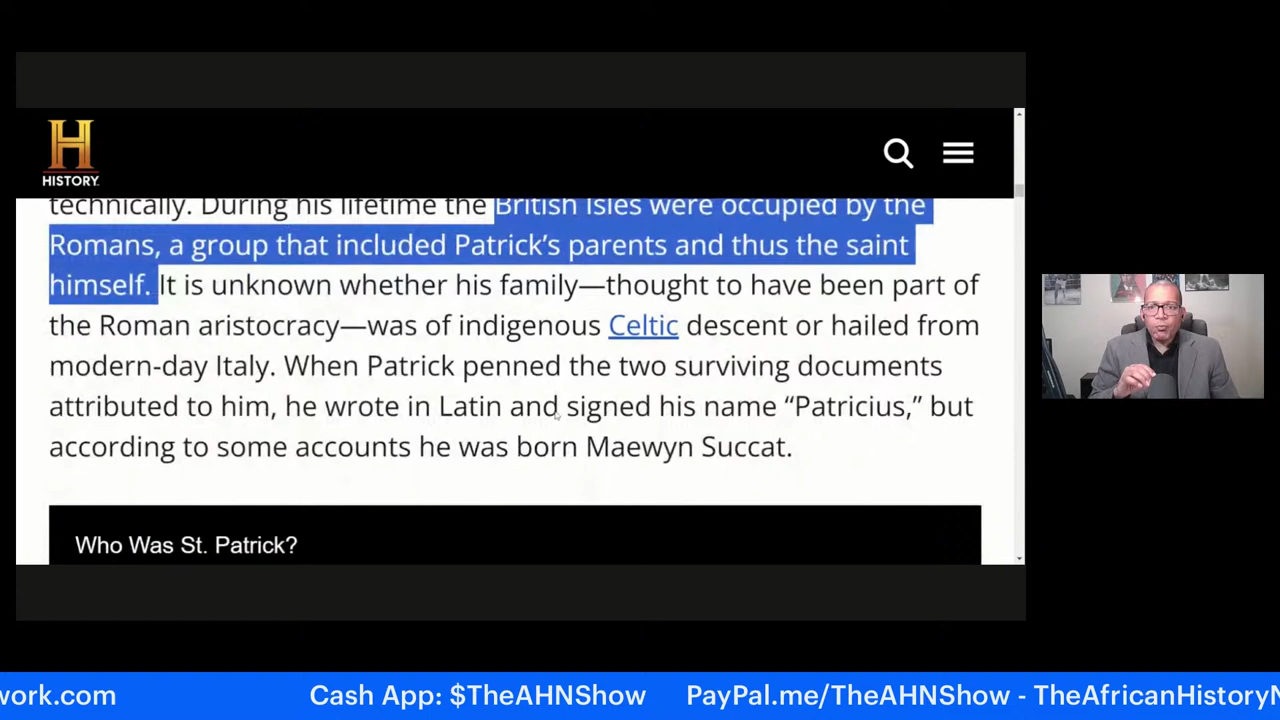 HISTORY
technically. During his lifetime the British Isles were occupied by the
Romans, a group that included Patrick’s parents and thus the saint
himself. It is unknown whether his family—thought to have been part of
the Roman aristocracy—was of indigenous Celtic descent or hailed from
modern-day Italy. When Patrick penned the two surviving documents
attributed to him, he wrote in Latin and signed his name “Patricius,” but
according to some accounts he was born Maewyn Succat.
Who Was St. Patrick?
work.com Cash App: $TheAHNShow PayPal.me/TheAHNShow - TheAfricanHistoryN